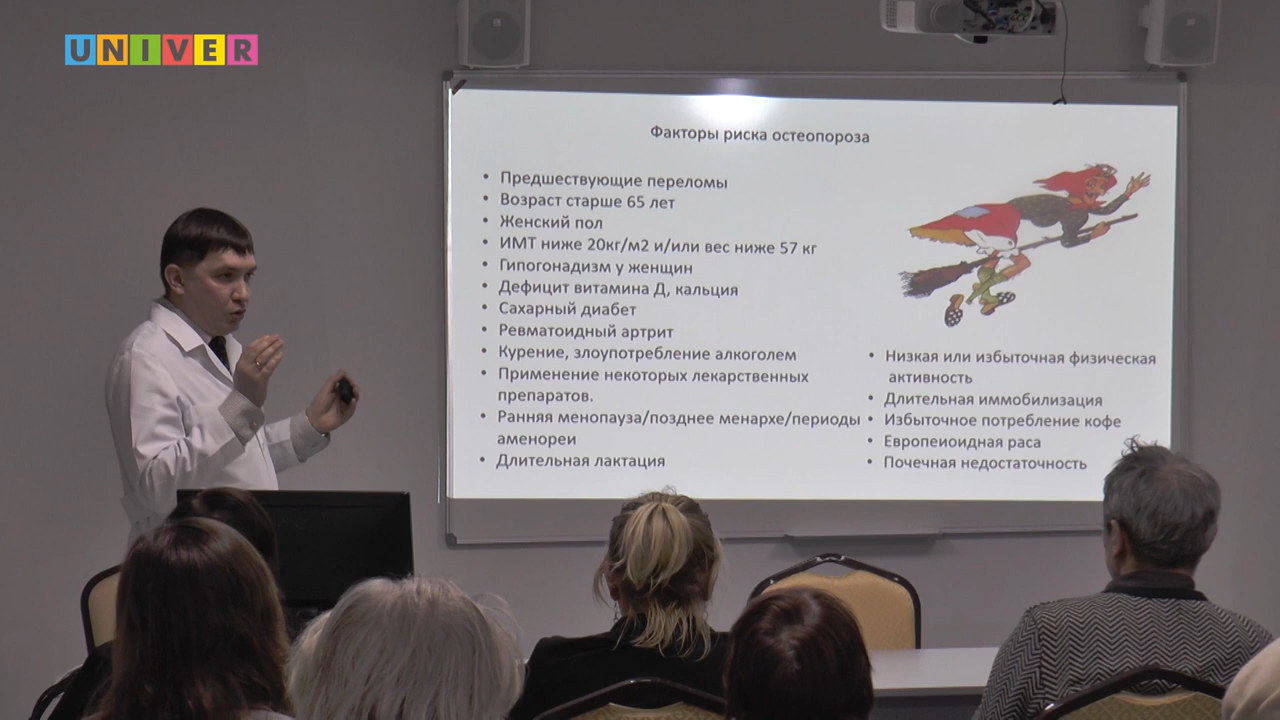 UNIVER
Факторы риска остеопороза
• Предшествующие переломы
• Возраст старше 65 лет
• Женский пол
• ИМТ ниже 20кг/м2 и/или вес ниже 57 кг
• Гипогонадизм у женщин
• Дефицит витамина Д, кальция
• Сахарный диабет
• Ревматоидный артрит
• Курение, злоупотребление алкоголем
• Применение некоторых лекарственных
препаратов.
• Ранняя менопауза/позднее менархе/периоды
аменореи
• Длительная лактация
• Низкая или избыточная физическая
активность
• Длительная иммобилизация
• Избыточное потребление кофе
• Европеиоидная раса
• Почечная недостаточность